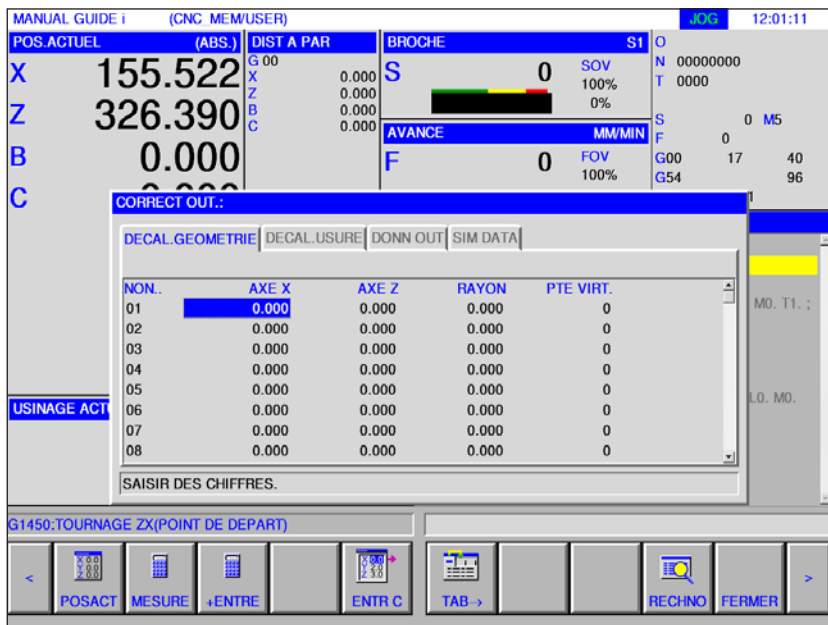 MANUAL GUIDE i (CNC_MEM/USER) JOG 12:01:11
POS.ACTUEL (ABS.) DIST A PAR BROCHE S1 O
N 00000000
T 0000
X 155.522
Z 326.390
B 0.000
C
G 00
X 0.000
Z 0.000
B 0.000
C 0.000
S 0 SOV
100%
0%
AVANCE MM/MIN
F 0 FOV
100%
S 0 M5
F 0
G00 17 40
G54 96
1
CORRECT OUT.:
DECAL.GEOMETRIE DECAL.USURE DONN OUT SIM DATA
NON.. AXE X AXE Z RAYON PTE VIRT.
01 0.000 0.000 0.000 0
02 0.000 0.000 0.000 0
03 0.000 0.000 0.000 0
04 0.000 0.000 0.000 0
05 0.000 0.000 0.000 0
06 0.000 0.000 0.000 0
07 0.000 0.000 0.000 0
08 0.000 0.000 0.000 0
SAISIR DES CHIFFRES.
M0. T1. ;
L0. M0.
USINAGE ACTU
G1450:TOURNAGE ZX(POINT DE DEPART)
< POSACT MESURE +ENTRE ENTR C TAB→ RECHNO FERMER >